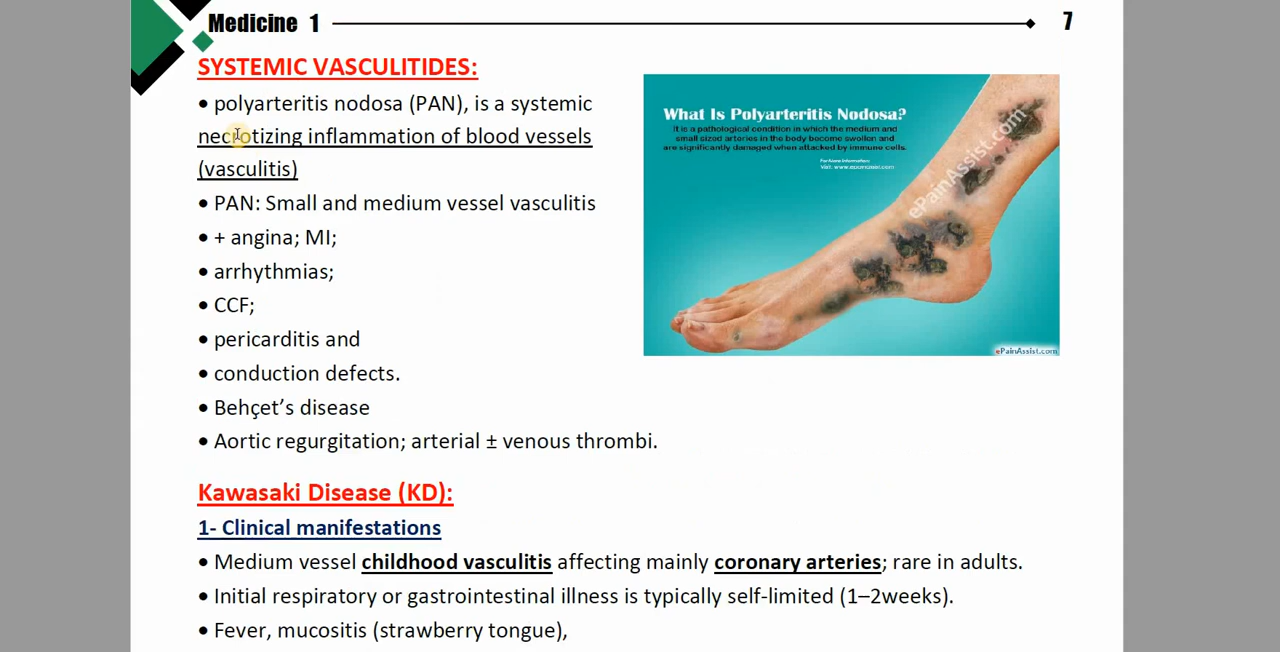 Medicine 1
7
SYSTEMIC VASCULITIDES:
• polyarteritis nodosa (PAN), is a systemic
necrotizing inflammation of blood vessels
(vasculitis)
• PAN: Small and medium vessel vasculitis
• + angina; MI;
• arrhythmias;
• CCF;
• pericarditis and
• conduction defects.
• Behçet’s disease
• Aortic regurgitation; arterial ± venous thrombi.
What Is Polyarteritis Nodosa?
It is a pathological condition in which the medium and
small sized arteries in the body become swollen and
are significantly damaged when attacked by immune cells.
For More Information:
Visit: www.epainassist.com
ePainAssist.com
ePainAssist.com
Kawasaki Disease (KD):
1- Clinical manifestations
• Medium vessel childhood vasculitis affecting mainly coronary arteries; rare in adults.
• Initial respiratory or gastrointestinal illness is typically self-limited (1–2weeks).
• Fever, mucositis (strawberry tongue),